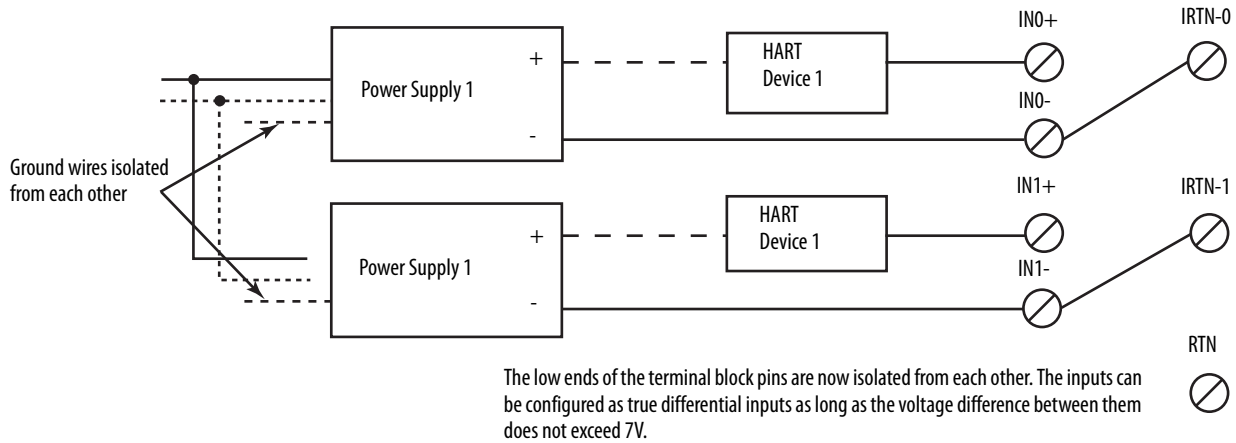 IN0+
IRTN-0
HART
Device 1
+
Power Supply 1
IN0-
-
Ground wires isolated
from each other
IN1+
IRTN-1
HART
Device 1
+
Power Supply 1
IN1-
-
RTN
The low ends of the terminal block pins are now isolated from each other. The inputs can
be configured as true differential inputs as long as the voltage difference between them
does not exceed 7V.